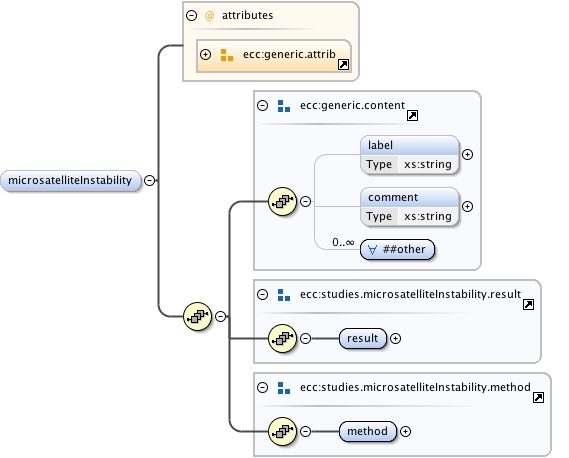 @ attributes
ecc:generic.attrib
ecc:generic.content
label
Type xs:string
microsatelliteInstability
comment
Type xs:string
0..∞
∀ ##other
ecc:studies.microsatelliteInstability.result
result
ecc:studies.microsatelliteInstability.method
method